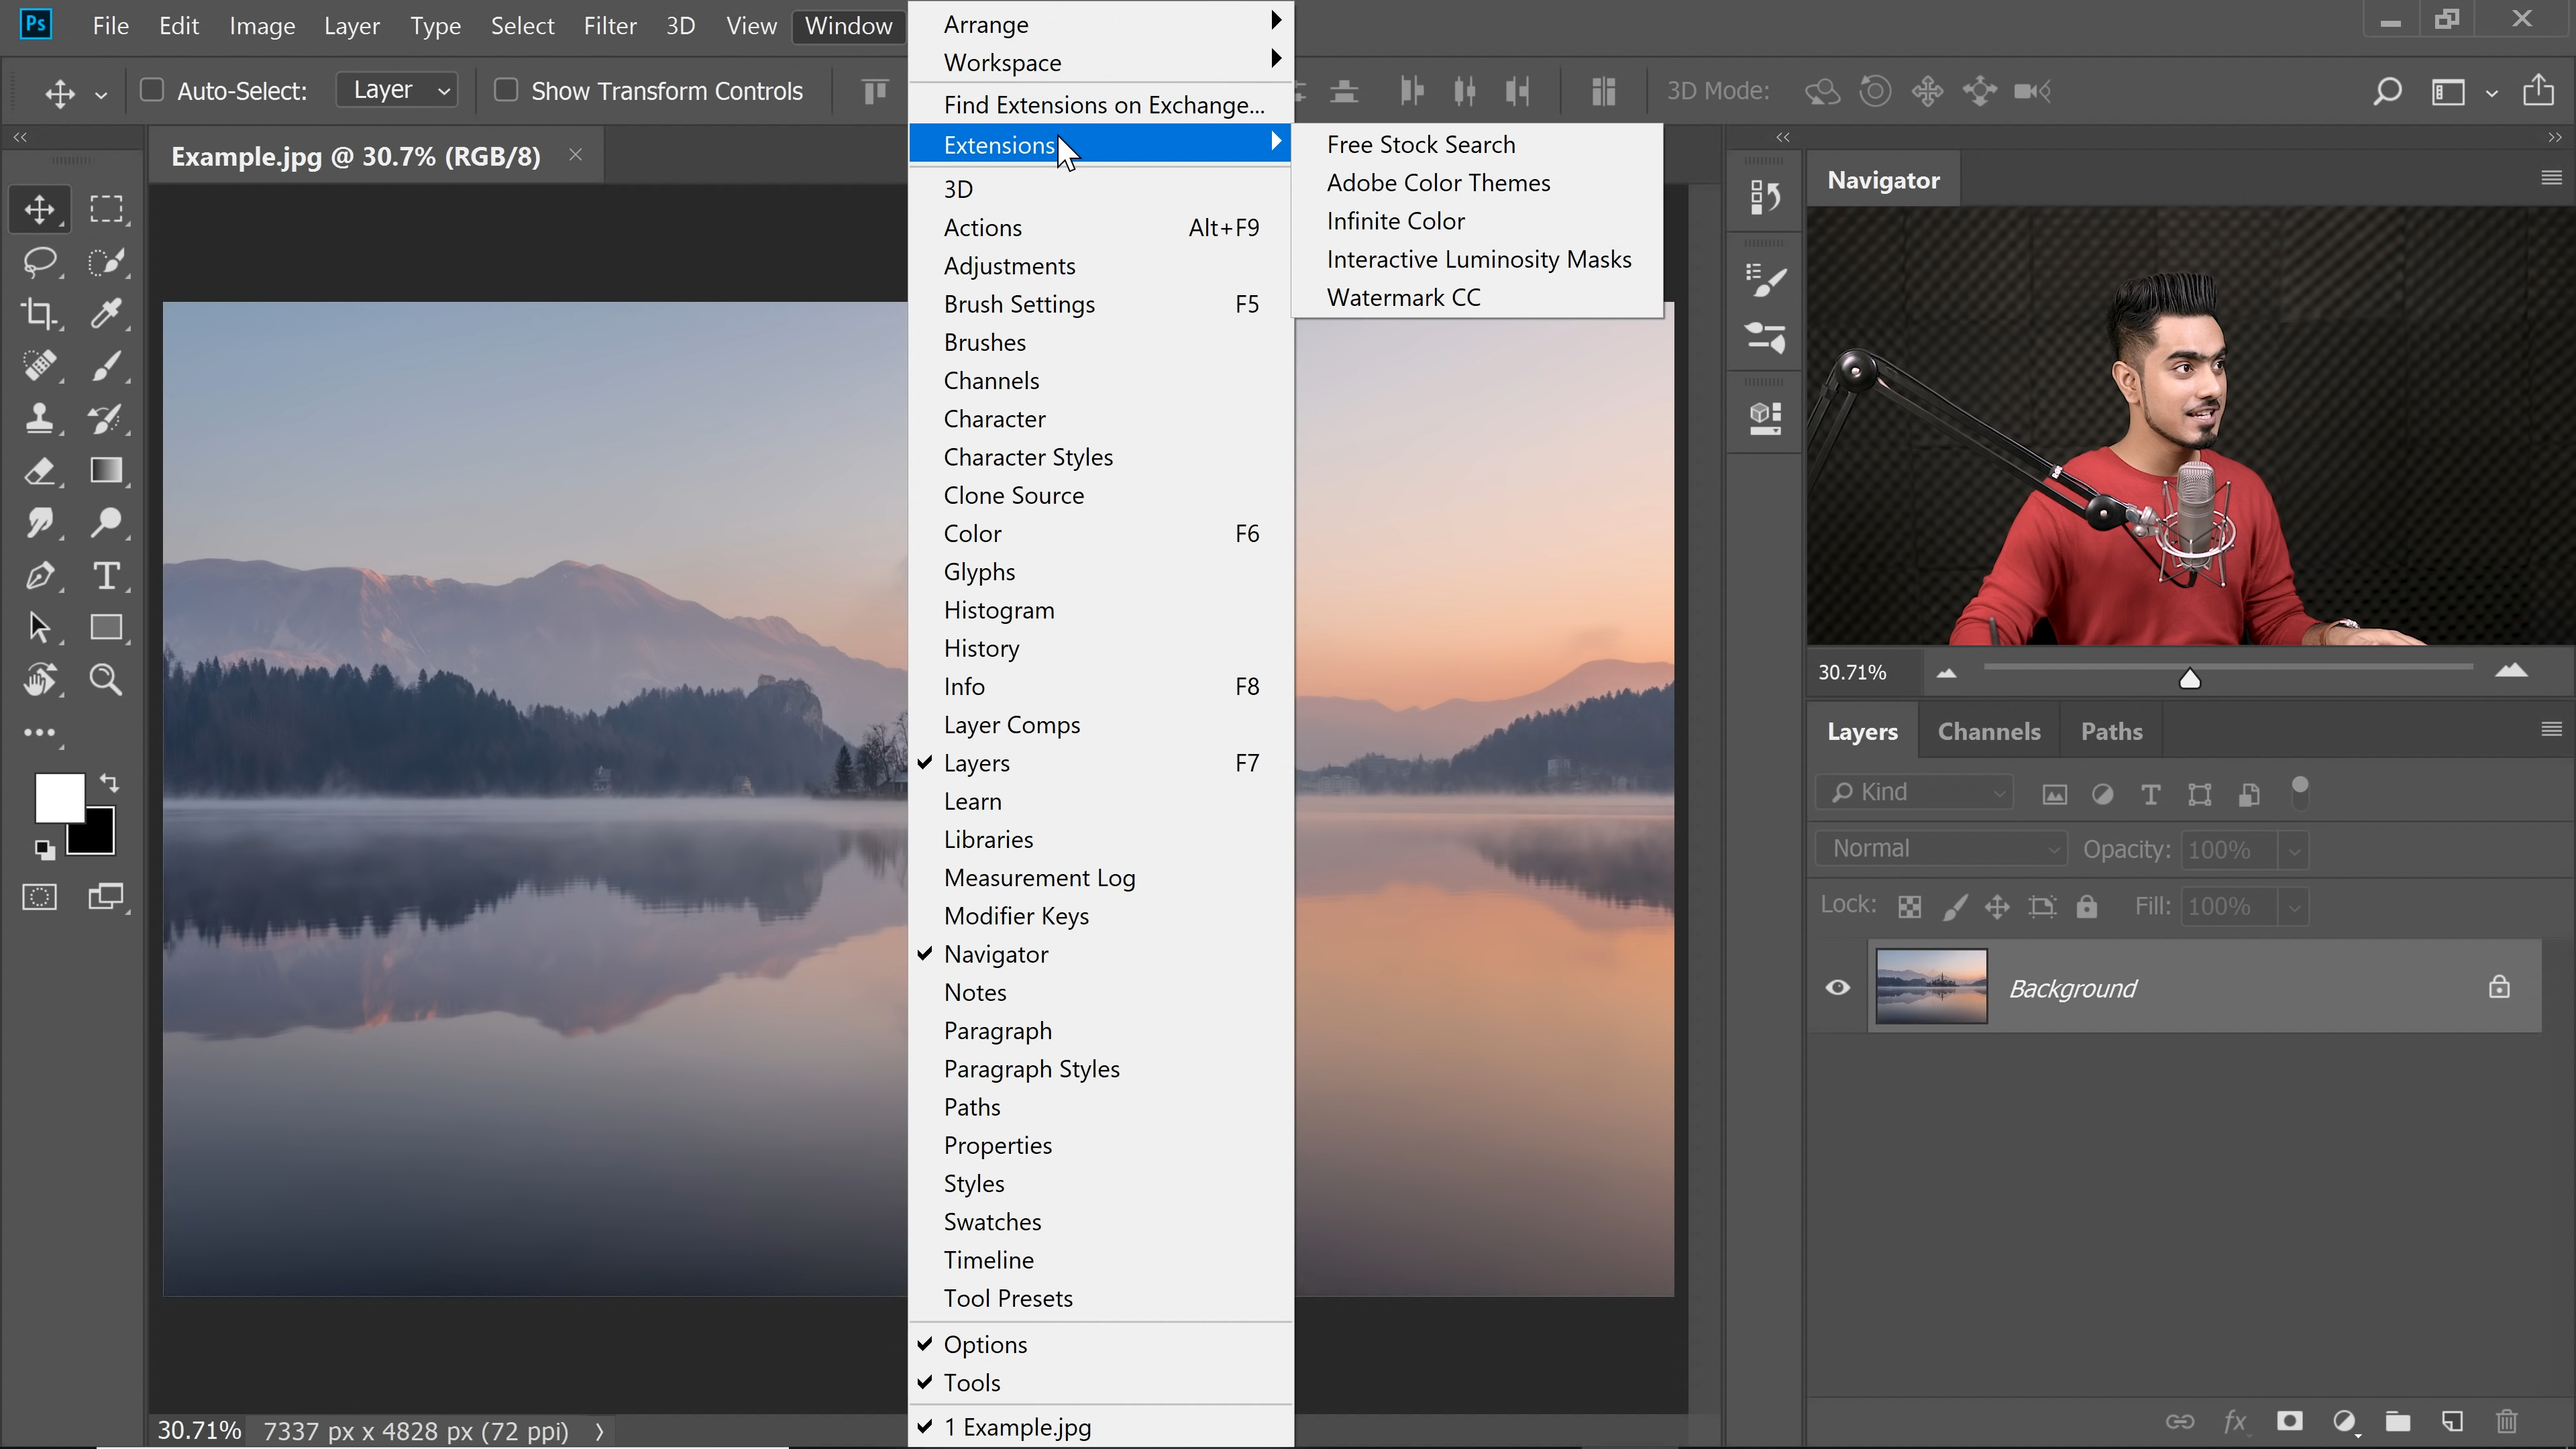 Ps File Edit Image Layer Type Select Filter 3D View Window
Auto-Select: Layer Show Transform Controls 3D Mode:
Example.jpg @ 30.7% (RGB/8) ×
Arrange
Workspace
Find Extensions on Exchange...
Extensions
3D
Actions Alt+F9
Adjustments
Brush Settings F5
Brushes
Channels
Character
Character Styles
Clone Source
Color F6
Glyphs
Histogram
History
Info F8
Layer Comps
Layers F7
Learn
Libraries
Measurement Log
Modifier Keys
Navigator
Notes
Paragraph
Paragraph Styles
Paths
Properties
Styles
Swatches
Timeline
Tool Presets
Options
Tools
1 Example.jpg
Free Stock Search
Adobe Color Themes
Infinite Color
Interactive Luminosity Masks
Watermark CC
Navigator
30.71%
Layers Channels Paths
Kind
Normal Opacity: 100%
Lock: Fill: 100%
Background
fx
30.71% 7337 px x 4828 px (72 ppi)